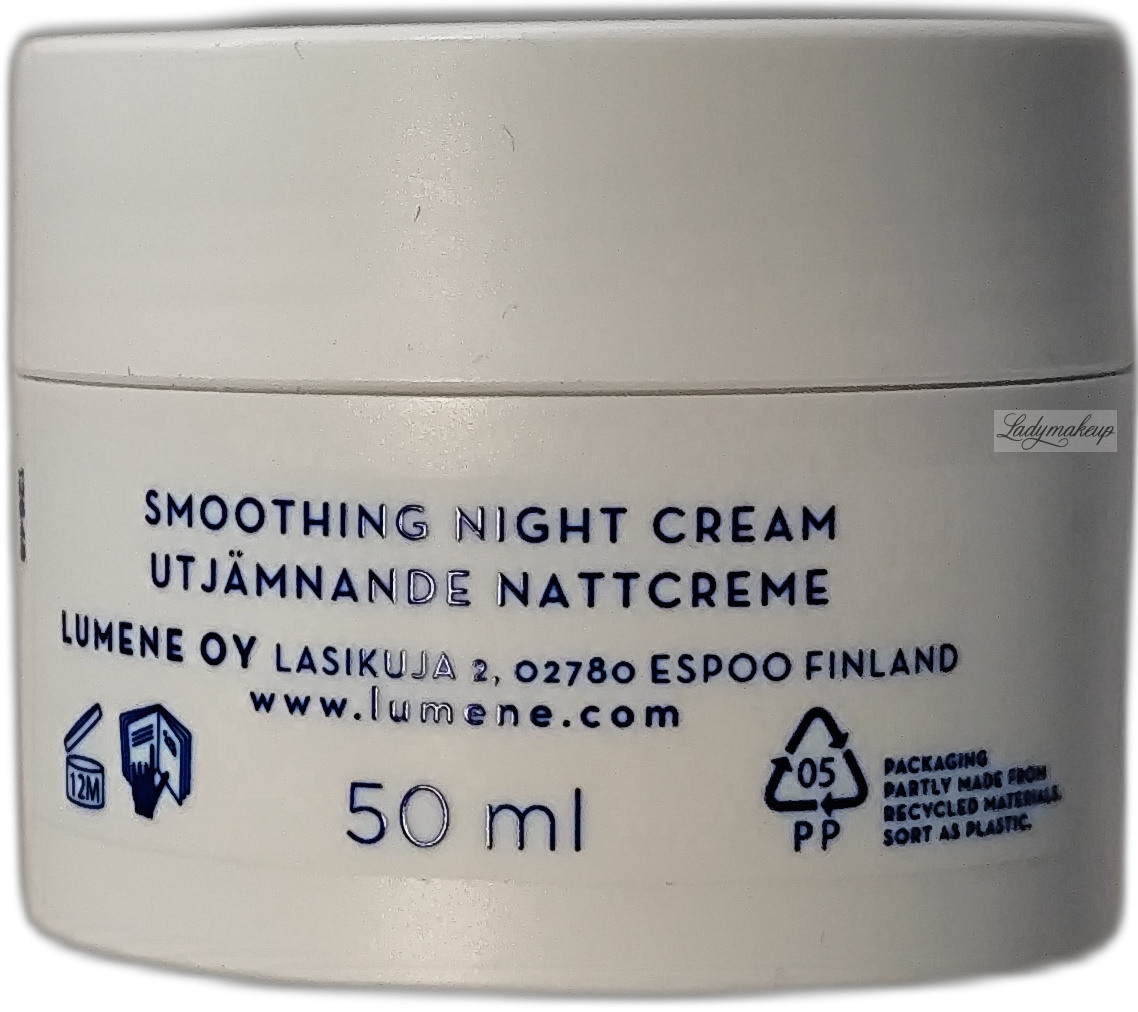 Ladymakeup
SMOOTHING NIGHT CREAM
UTJÄMNANDE NATTCREME
LUMENE OY LASIKUJA 2, 02780 ESPOO FINLAND
www.lumene.com
12M
50 ml
05
PP
PACKAGING
PARTLY MADE FROM
RECYCLED MATERIALS.
SORT AS PLASTIC.